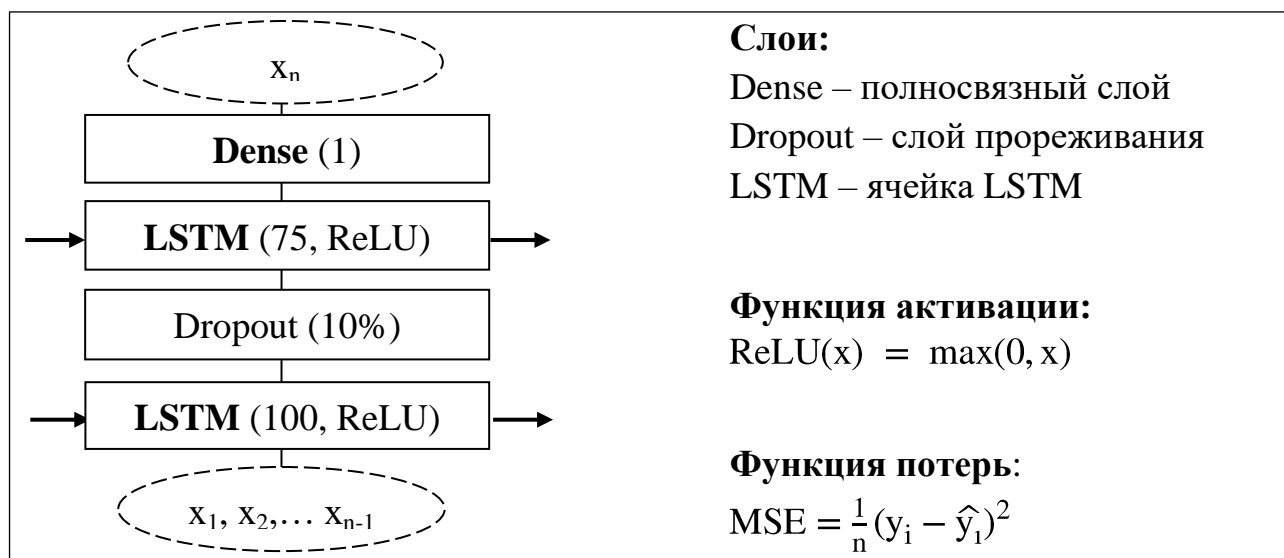 xₙ
Dense (1)
LSTM (75, ReLU)
Dropout (10%)
LSTM (100, ReLU)
x₁, x₂,… xₙ₋₁
Слои:
Dense – полносвязный слой
Dropout – слой прореживания
LSTM – ячейка LSTM
Функция активации:
ReLU(x) = max(0, x)
Функция потерь:
MSE = 1/n (yᵢ − ŷᵢ)²